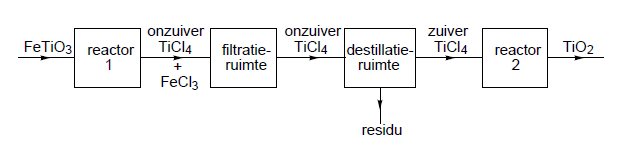 FeTiO3
reactor
1
onzuiver
TiCl4
+
FeCl3
filtratie-
ruimte
onzuiver
TiCl4
destillatie-
ruimte
residu
zuiver
TiCl4
reactor
2
TiO2